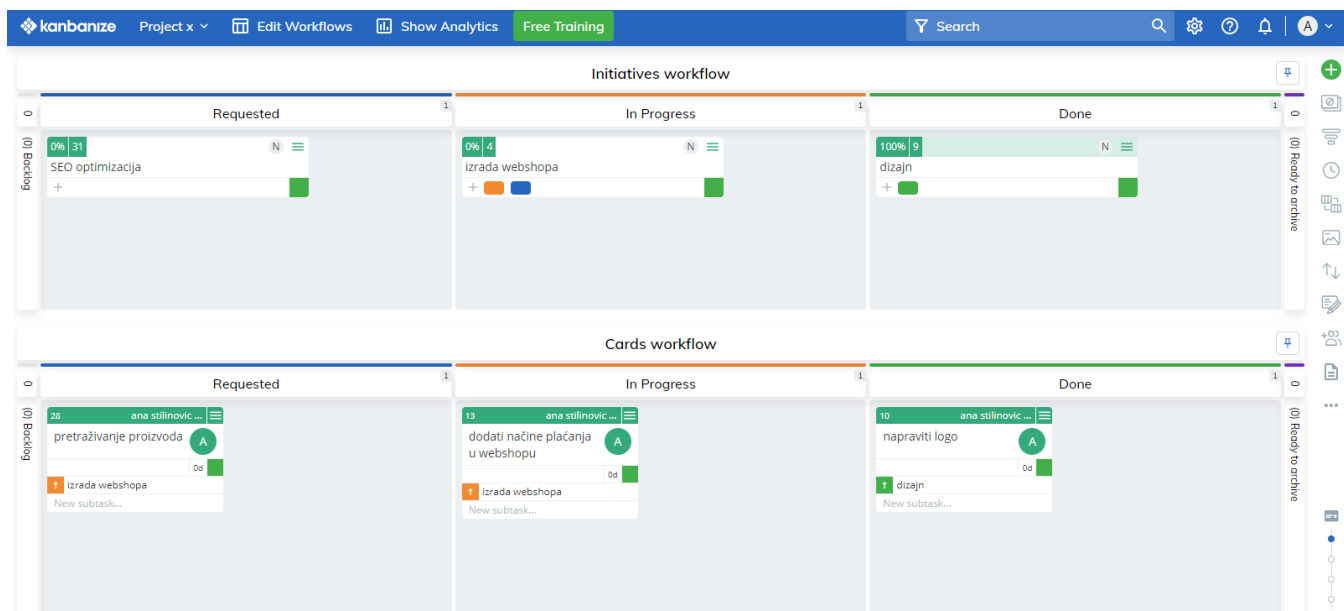 kanbanize Project x Edit Workflows Show Analytics Free Training Search A
Initiatives workflow
0 Requested 1 In Progress 1 Done 1 0
(0) Backlog
0% 31 N
SEO optimizacija
+
0% 4 N
izrada webshopa
+
100% 9 N
dizajn
+
(0) Ready to archive
Cards workflow
0 Requested 1 In Progress 1 Done 1 0
(0) Backlog
28 ana stilinovic ...
pretraživanje proizvoda A
0d
izrada webshopa
New subtask...
13 ana stilinovic ...
dodati načine plaćanja A
u webshopu
0d
izrada webshopa
New subtask...
10 ana stilinovic ...
napraviti logo A
0d
dizajn
New subtask...
(0) Ready to archive